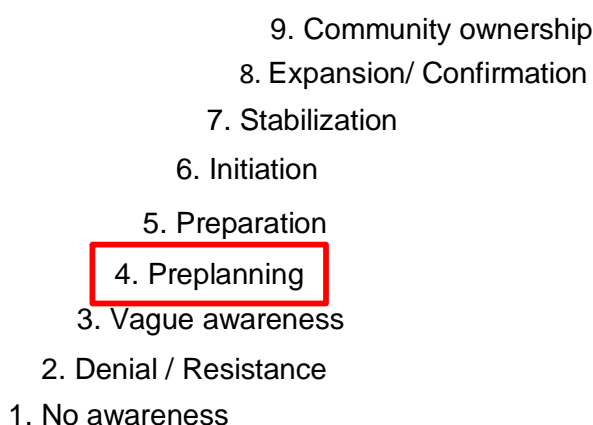 9. Community ownership
8. Expansion/ Confirmation
7. Stabilization
6. Initiation
5. Preparation
4. Preplanning
3. Vague awareness
2. Denial / Resistance
1. No awareness